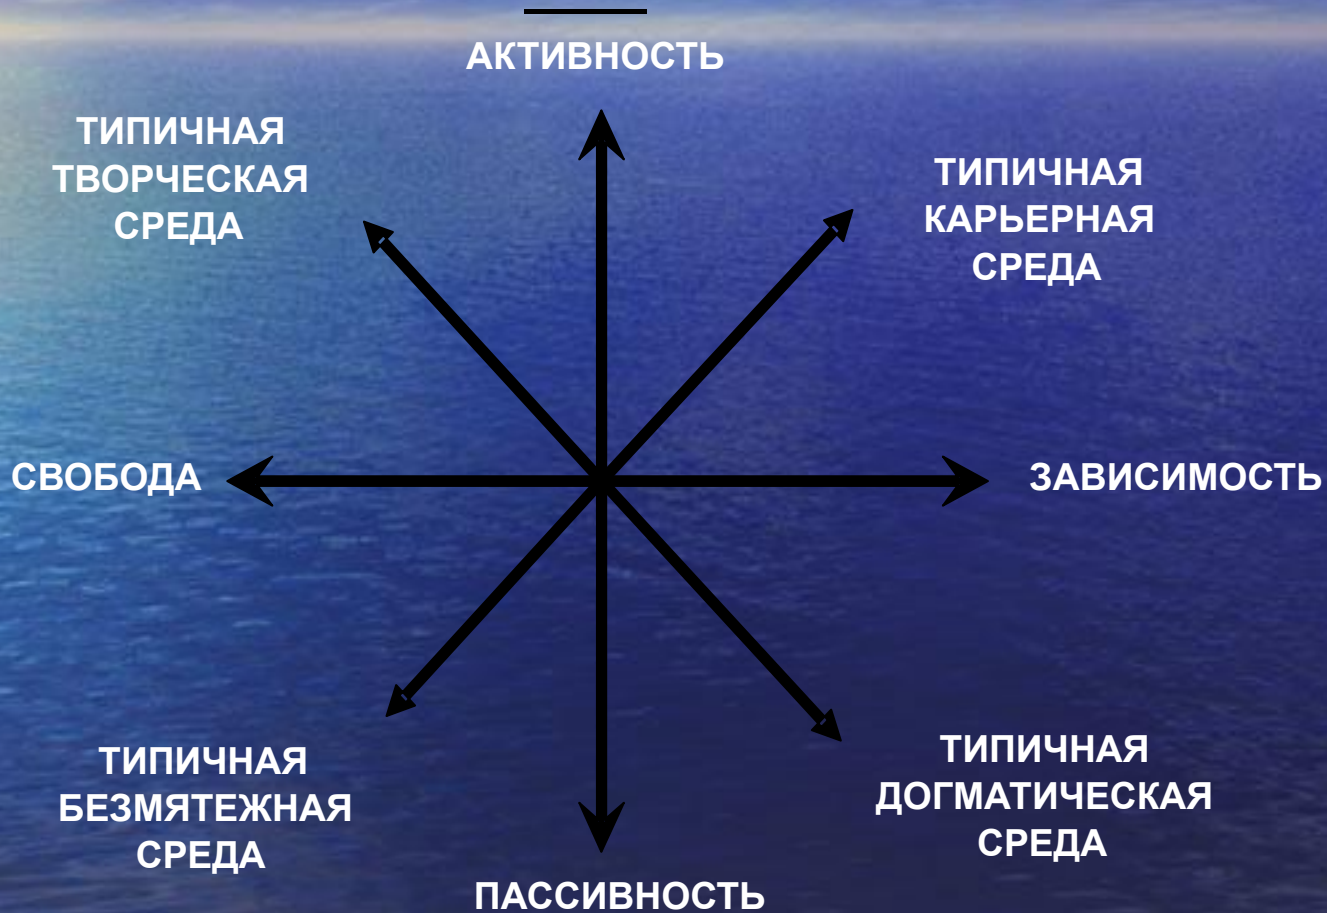 АКТИВНОСТЬ
ТИПИЧНАЯ
ТВОРЧЕСКАЯ
СРЕДА
ТИПИЧНАЯ
КАРЬЕРНАЯ
СРЕДА
СВОБОДА
ЗАВИСИМОСТЬ
ТИПИЧНАЯ
БЕЗМЯТЕЖНАЯ
СРЕДА
ТИПИЧНАЯ
ДОГМАТИЧЕСКАЯ
СРЕДА
ПАССИВНОСТЬ